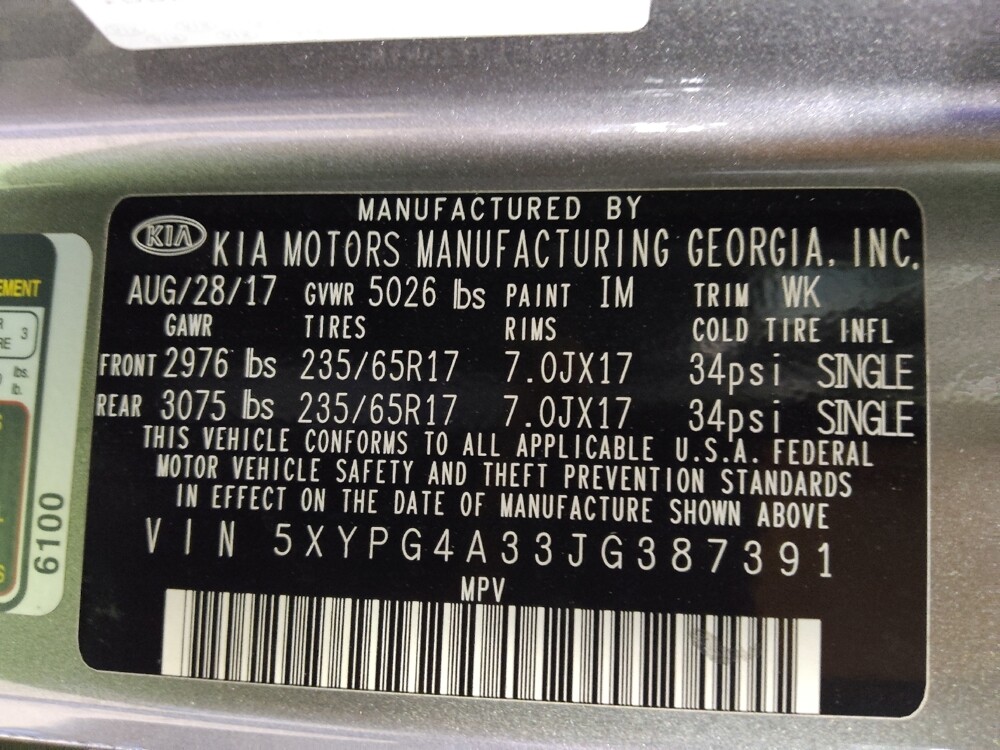 MANUFACTURED BY
KIA KIA MOTORS MANUFACTURING GEORGIA, INC.
AUG/28/17 GVWR 5026 lbs PAINT IM TRIM WK
GAWR TIRES RIMS COLD TIRE INFL
FRONT 2976 lbs 235/65R17 7.0JX17 34psi SINGLE
REAR 3075 lbs 235/65R17 7.0JX17 34psi SINGLE
THIS VEHICLE CONFORMS TO ALL APPLICABLE U.S.A. FEDERAL
MOTOR VEHICLE SAFETY AND THEFT PREVENTION STANDARDS
IN EFFECT ON THE DATE OF MANUFACTURE SHOWN ABOVE
VIN 5XYPG4A33JG387391
MPV
3
lbs.
lb.
6100